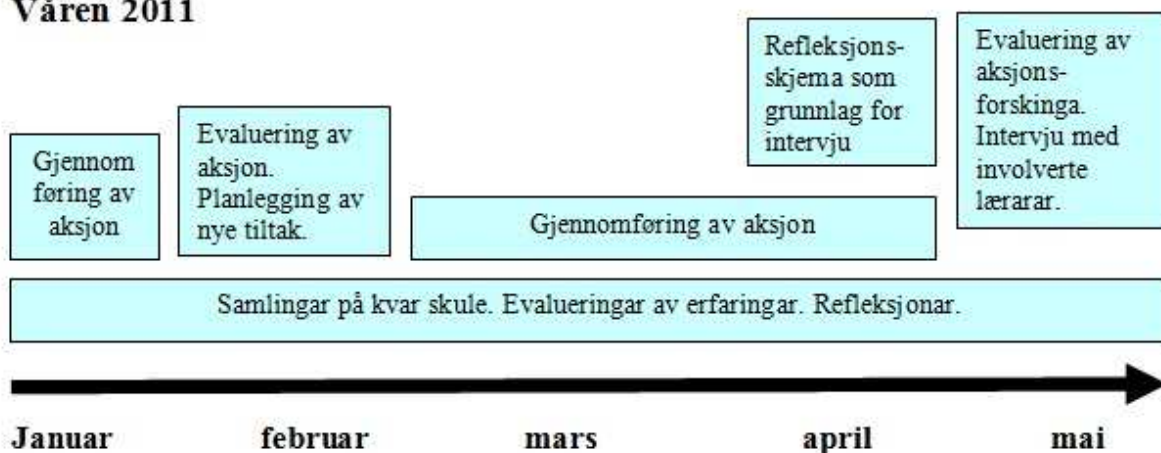 Våren 2011
Refleksjons-
skjema som
grunnlag for
intervju
Evaluering av
aksjons-
forskinga.
Intervju med
involverte
lærarar.
Gjennom
føring av
aksjon
Evaluering av
aksjon.
Planlegging av
nye tiltak.
Gjennomføring av aksjon
Samlingar på kvar skule. Evalueringar av erfaringar. Refleksjonar.
Januar februar mars april mai